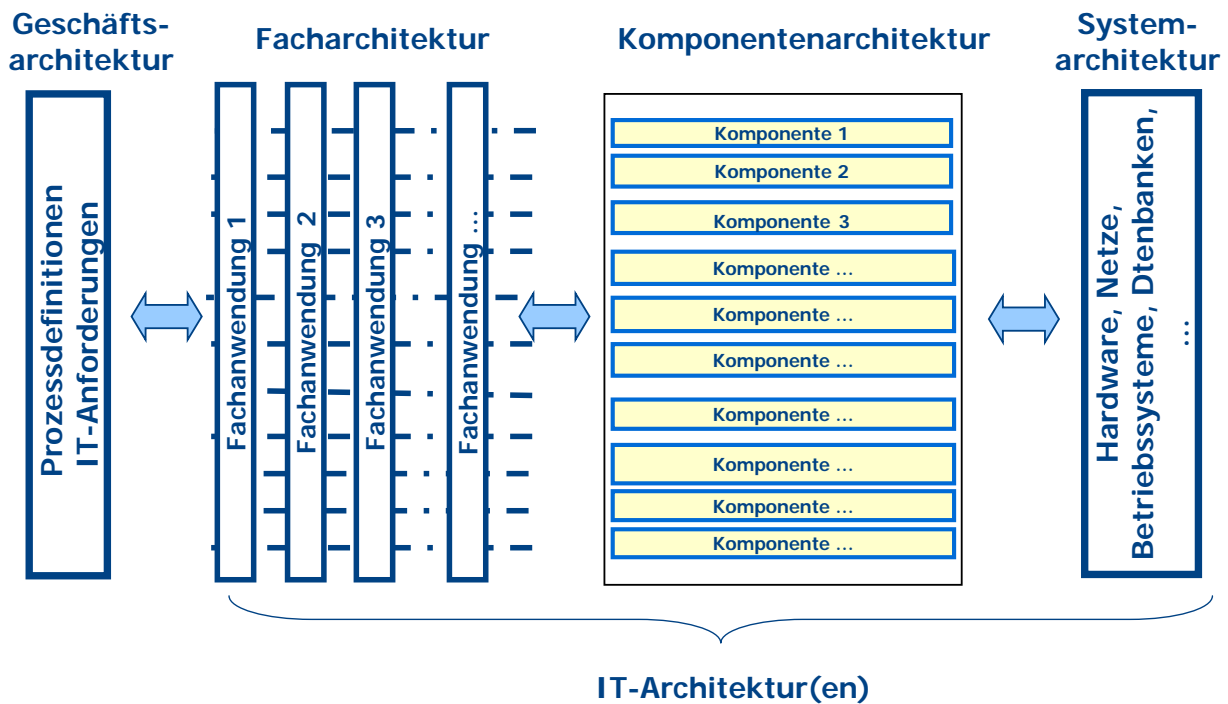 Geschäfts-
architektur
Facharchitektur
Komponentenarchitektur
System-
architektur
Prozessdefinitionen
IT-Anforderungen
Fachanwendung 1
Fachanwendung 2
Fachanwendung 3
Fachanwendung ...
Komponente 1
Komponente 2
Komponente 3
Komponente ...
Komponente ...
Komponente ...
Komponente ...
Komponente ...
Komponente ...
Komponente ...
Hardware, Netze,
Betriebssysteme, Dtenbanken,
...
IT-Architektur(en)